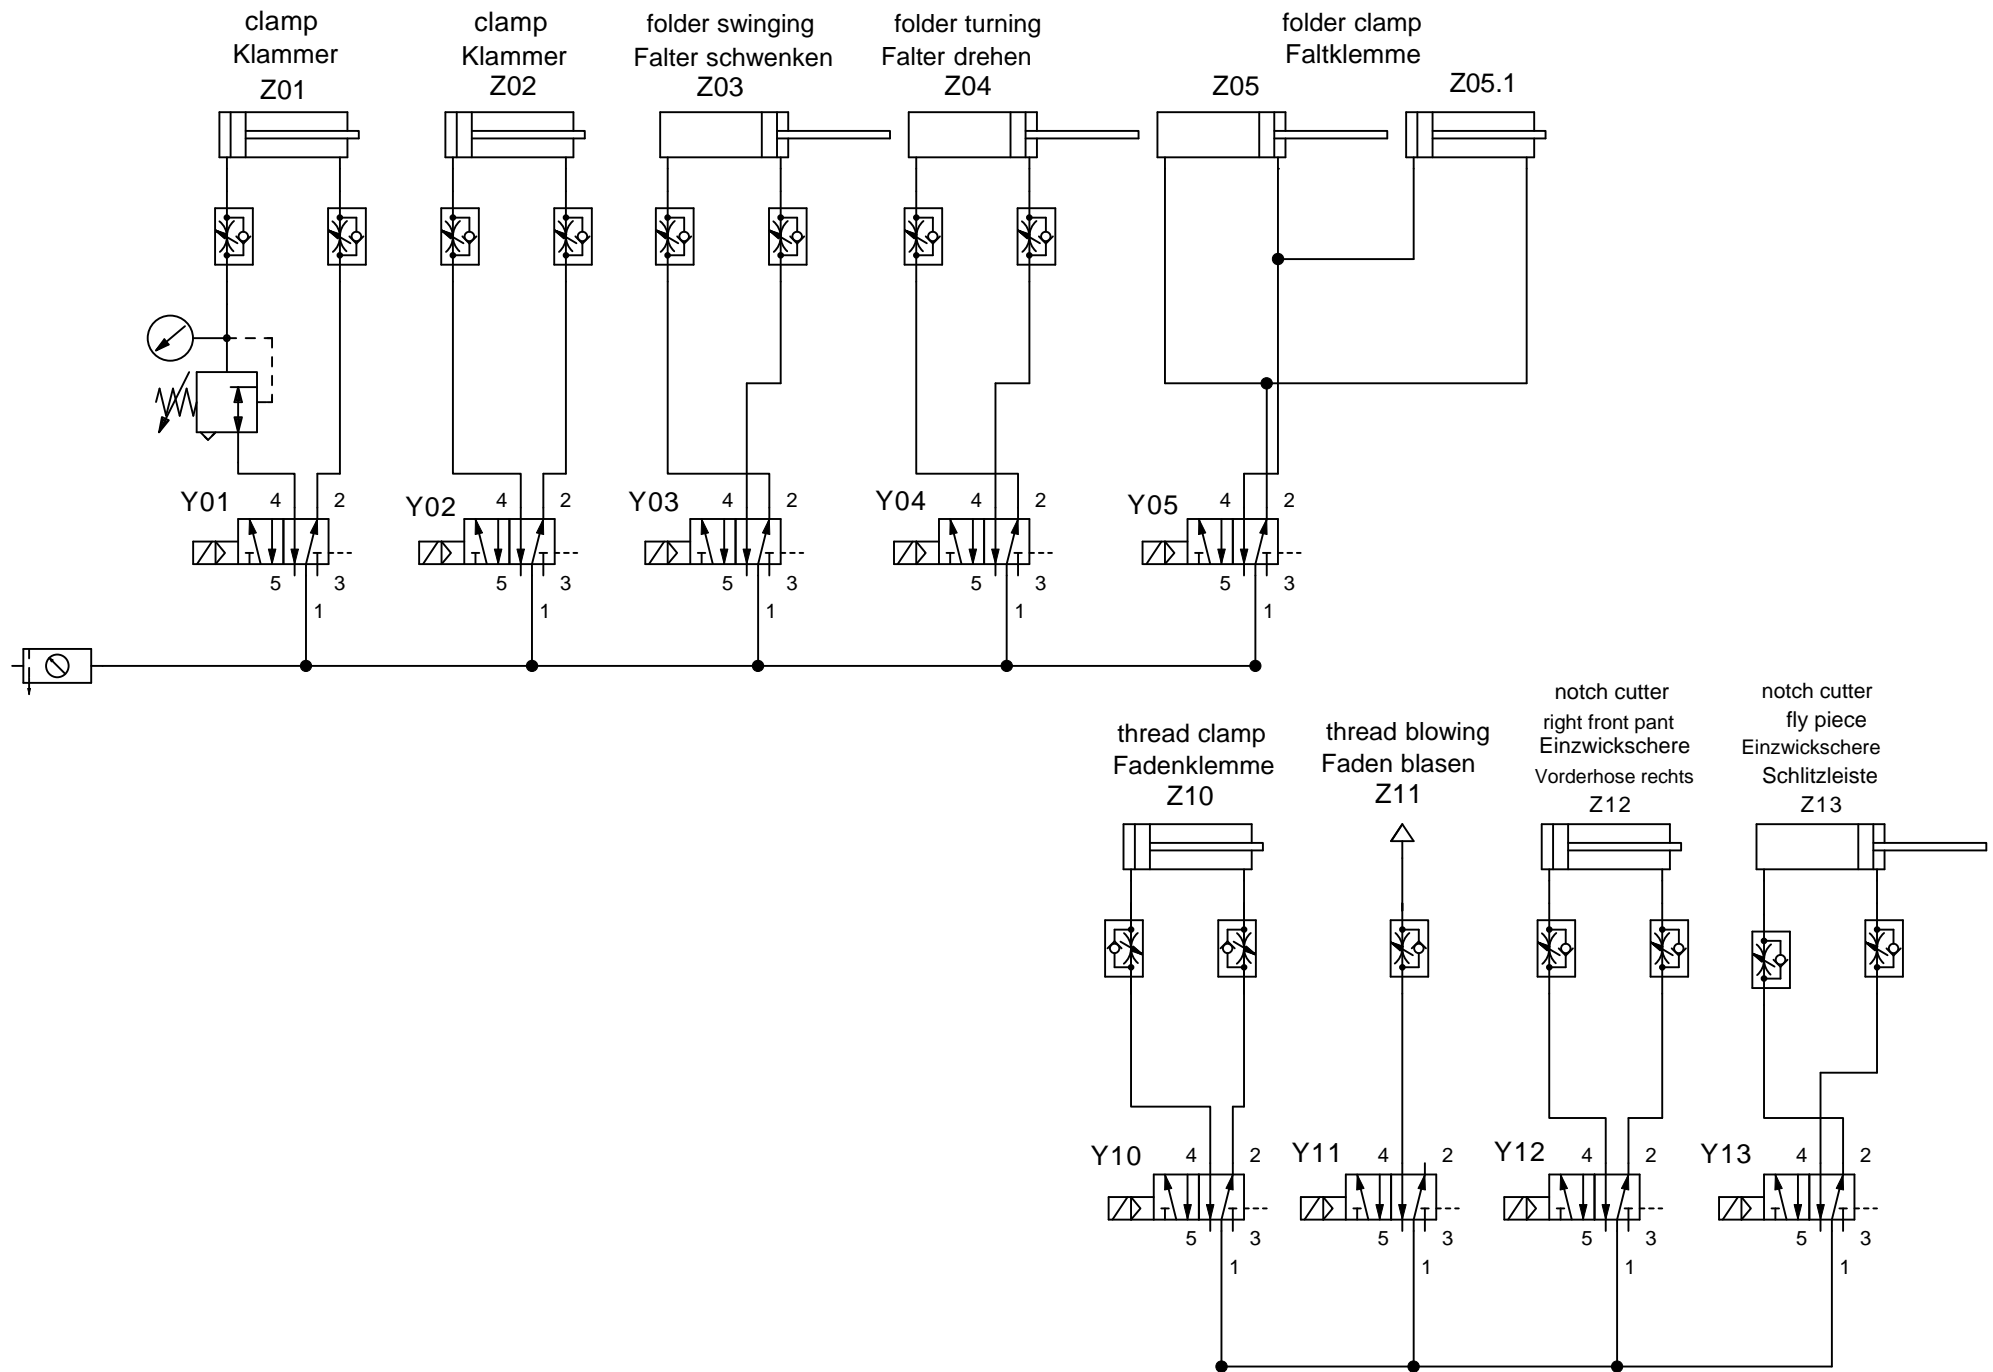 clamp
Klammer
Z01
clamp
Klammer
Z02
folder swinging
Falter schwenken
Z03
folder turning
Falter drehen
Z04
folder clamp
Faltklemme
Z05
Z05.1
Y01
4
2
5
3
1
Y02
4
2
5
3
1
Y03
4
2
5
3
1
Y04
4
2
5
3
1
Y05
4
2
5
3
1
thread clamp
Fadenklemme
Z10
thread blowing
Faden blasen
Z11
notch cutter
right front pant
Einzwickschere
Vorderhose rechts
Z12
notch cutter
fly piece
Einzwickschere
Schlitzleiste
Z13
Y10
4
2
5
3
1
Y11
4
2
5
3
1
Y12
4
2
5
3
1
Y13
4
2
5
3
1